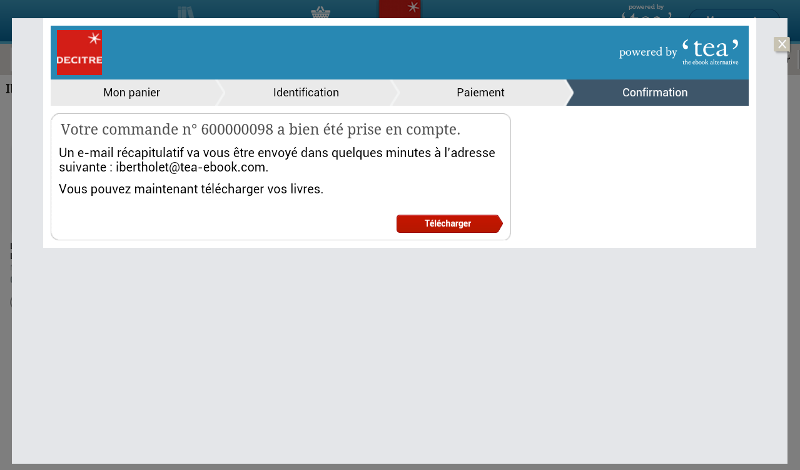 powered by
DECITRE
powered by
‘tea’
the ebook alternative
Mon panier
Identification
Paiement
Confirmation
Votre commande n° 600000098 a bien été prise en compte.
Un e-mail récapitulatif va vous être envoyé dans quelques minutes à l'adresse
suivante : ibertholet@tea-ebook.com.
Vous pouvez maintenant télécharger vos livres.
Télécharger